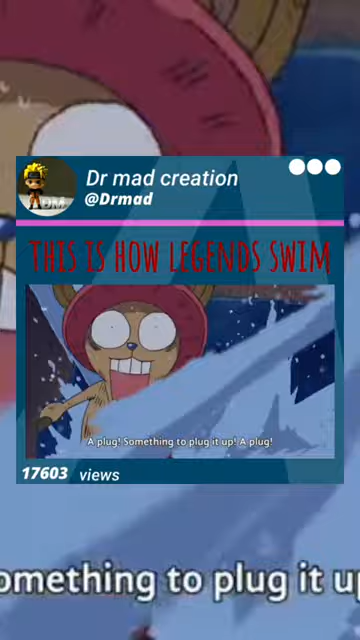 Dr mad creation
@Drmad
DM
THIS IS HOW LEGENDS SWIM
A plug! Something to plug it up! A plug!
17603 views
omething to plug it up